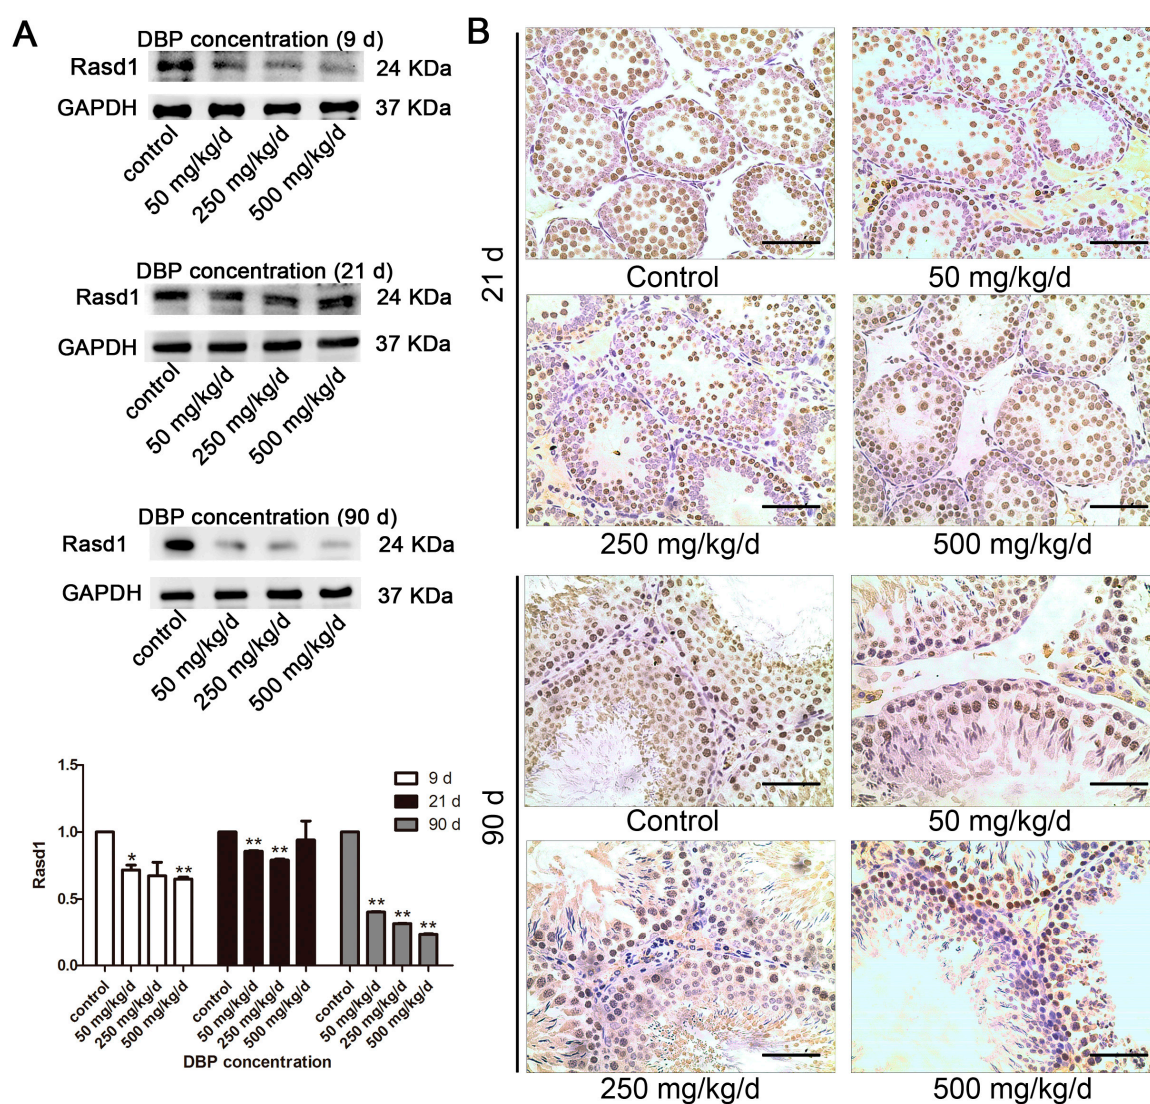 A
DBP concentration (9 d)
Rasd1 24 KDa
GAPDH 37 KDa
control 50 mg/kg/d 250 mg/kg/d 500 mg/kg/d
DBP concentration (21 d)
Rasd1 24 KDa
GAPDH 37 KDa
control 50 mg/kg/d 250 mg/kg/d 500 mg/kg/d
DBP concentration (90 d)
Rasd1 24 KDa
GAPDH 37 KDa
control 50 mg/kg/d 250 mg/kg/d 500 mg/kg/d
1.5
1.0
0.5
0.0
Rasd1
9 d
21 d
90 d
* ** ** ** ** ** **
control 50 mg/kg/d 250 mg/kg/d 500 mg/kg/d control 50 mg/kg/d 250 mg/kg/d 500 mg/kg/d control 50 mg/kg/d 250 mg/kg/d 500 mg/kg/d
DBP concentration
B
21 d
Control 50 mg/kg/d
250 mg/kg/d 500 mg/kg/d
90 d
Control 50 mg/kg/d
250 mg/kg/d 500 mg/kg/d